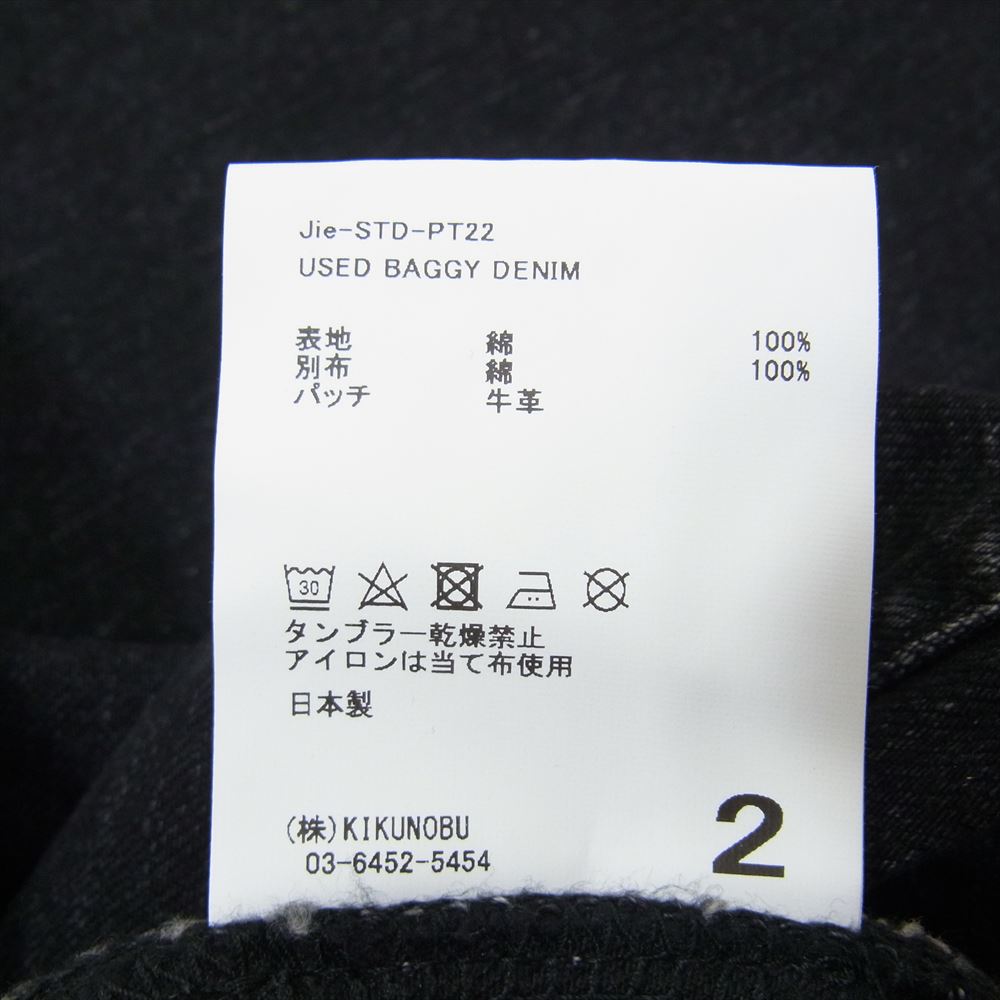 Jie-STD-PT22
USED BAGGY DENIM
表地 綿 100%
別布 綿 100%
パッチ 牛革
30
タンブラー乾燥禁止
アイロンは当て布使用
日本製
(株)KIKUNOBU
03-6452-5454
2